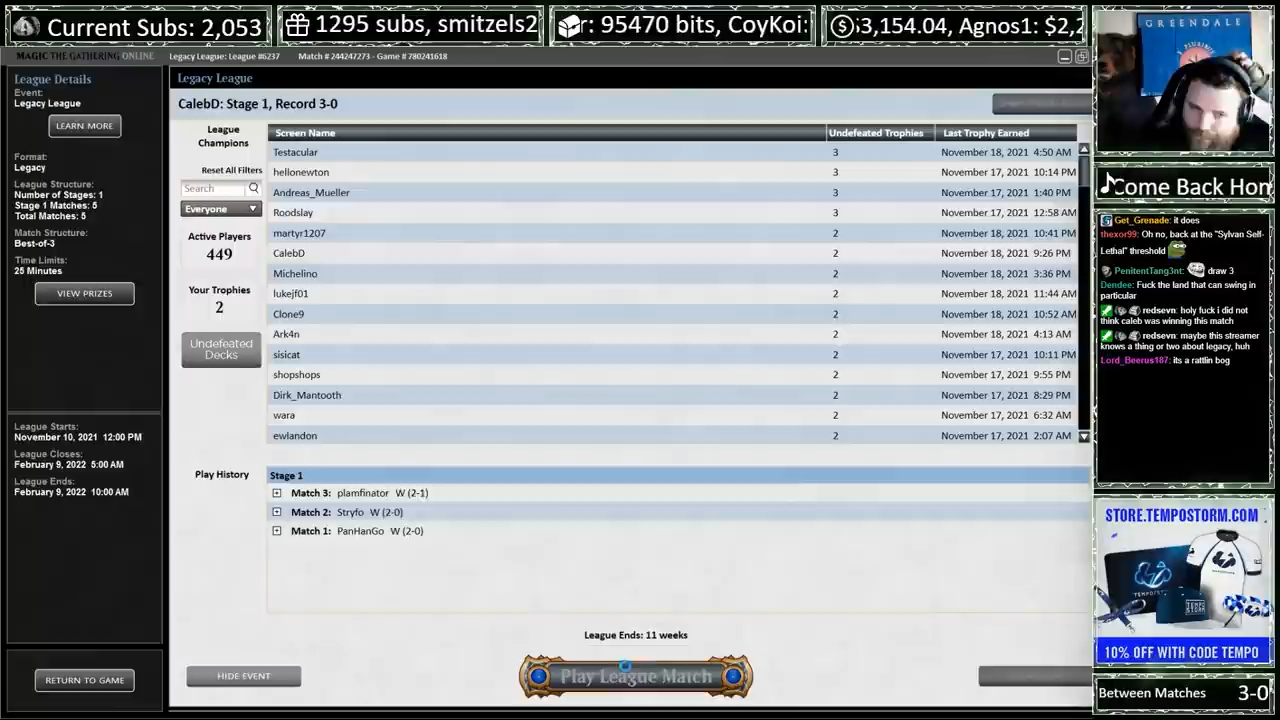 Current Subs: 2,053
1295 subs, smitzels2
r: 95470 bits, CoyKoi:
53,154.04, Agnos1: $2,2
MAGIC THE GATHERING ONLINE
Legacy League: League #6237
Match # 244247273 - Game # 780241618
League Details
Event:
Legacy League
LEARN MORE
Format:
Legacy
League Structure:
Number of Stages: 1
Stage 1 Matches: 5
Total Matches: 5
Match Structure:
Best-of-3
Time Limits:
25 Minutes
VIEW PRIZES
League Starts:
November 10, 2021 12:00 PM
League Closes:
February 9, 2022 5:00 AM
League Ends:
February 9, 2022 10:00 AM
RETURN TO GAME
Legacy League
CalebD: Stage 1, Record 3-0
League
Champions
Reset All Filters
Search
Everyone
Active Players
449
Your Trophies
2
Undefeated
Decks
Screen Name Undefeated Trophies Last Trophy Earned
Testacular 3 November 18, 2021 4:50 AM
hellonewton 3 November 17, 2021 10:14 PM
Andreas_Mueller 3 November 17, 2021 1:40 PM
Roodslay 3 November 17, 2021 12:58 AM
martyr1207 2 November 18, 2021 10:41 PM
CalebD 2 November 18, 2021 9:26 PM
Michelino 2 November 18, 2021 3:36 PM
lukejf01 2 November 18, 2021 11:44 AM
Clone9 2 November 18, 2021 10:52 AM
Ark4n 2 November 18, 2021 4:13 AM
sisicat 2 November 17, 2021 10:11 PM
shopshops 2 November 17, 2021 9:55 PM
Dirk_Mantooth 2 November 17, 2021 8:29 PM
wara 2 November 17, 2021 6:32 AM
ewlandon 2 November 17, 2021 2:07 AM
Play History
Stage 1
Match 3: plamfinator W (2-1)
Match 2: Stryfo W (2-0)
Match 1: PanHanGo W (2-0)
League Ends: 11 weeks
HIDE EVENT
Play League Match
GREENDALE
Come Back Hon
Get_Grenade: it does
thexor99: Oh no, back at the "Sylvan Self-
Lethal" threshold
PenitentTang3nt: draw 3
Dendee: Fuck the land that can swing in
particular
redsevn: holy fuck i did not
think caleb was winning this match
redsevn: maybe this streamer
knows a thing or two about legacy, huh
Lord_Beerus187: its a rattlin bog
STORE.TEMPOSTORM.COM
10% OFF WITH CODE TEMPO
Between Matches 3-0